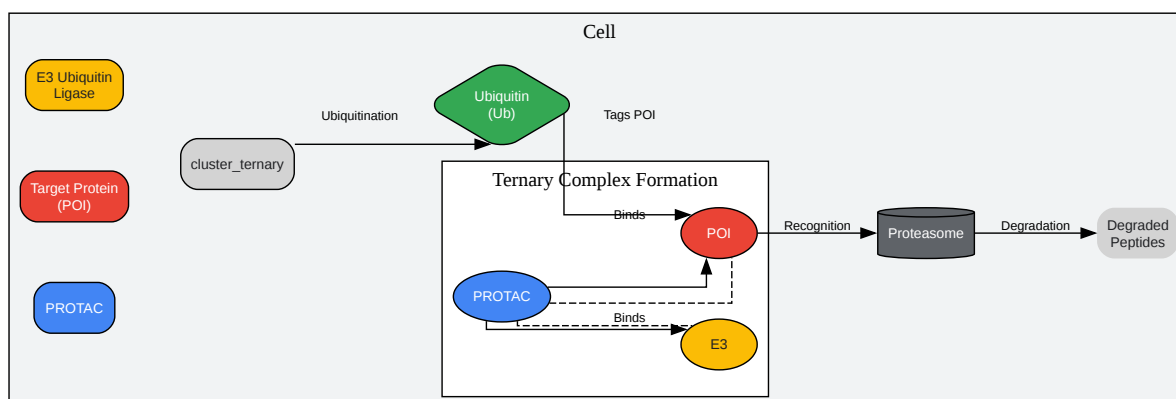 Cell
E3 Ubiquitin
Ligase
Ubiquitin
(Ub)
Ubiquitination
Tags POI
cluster_ternary
Ternary Complex Formation
Target Protein
(POI)
Binds
POI
Recognition
Proteasome
Degradation
Degraded
Peptides
PROTAC
PROTAC
Binds
E3